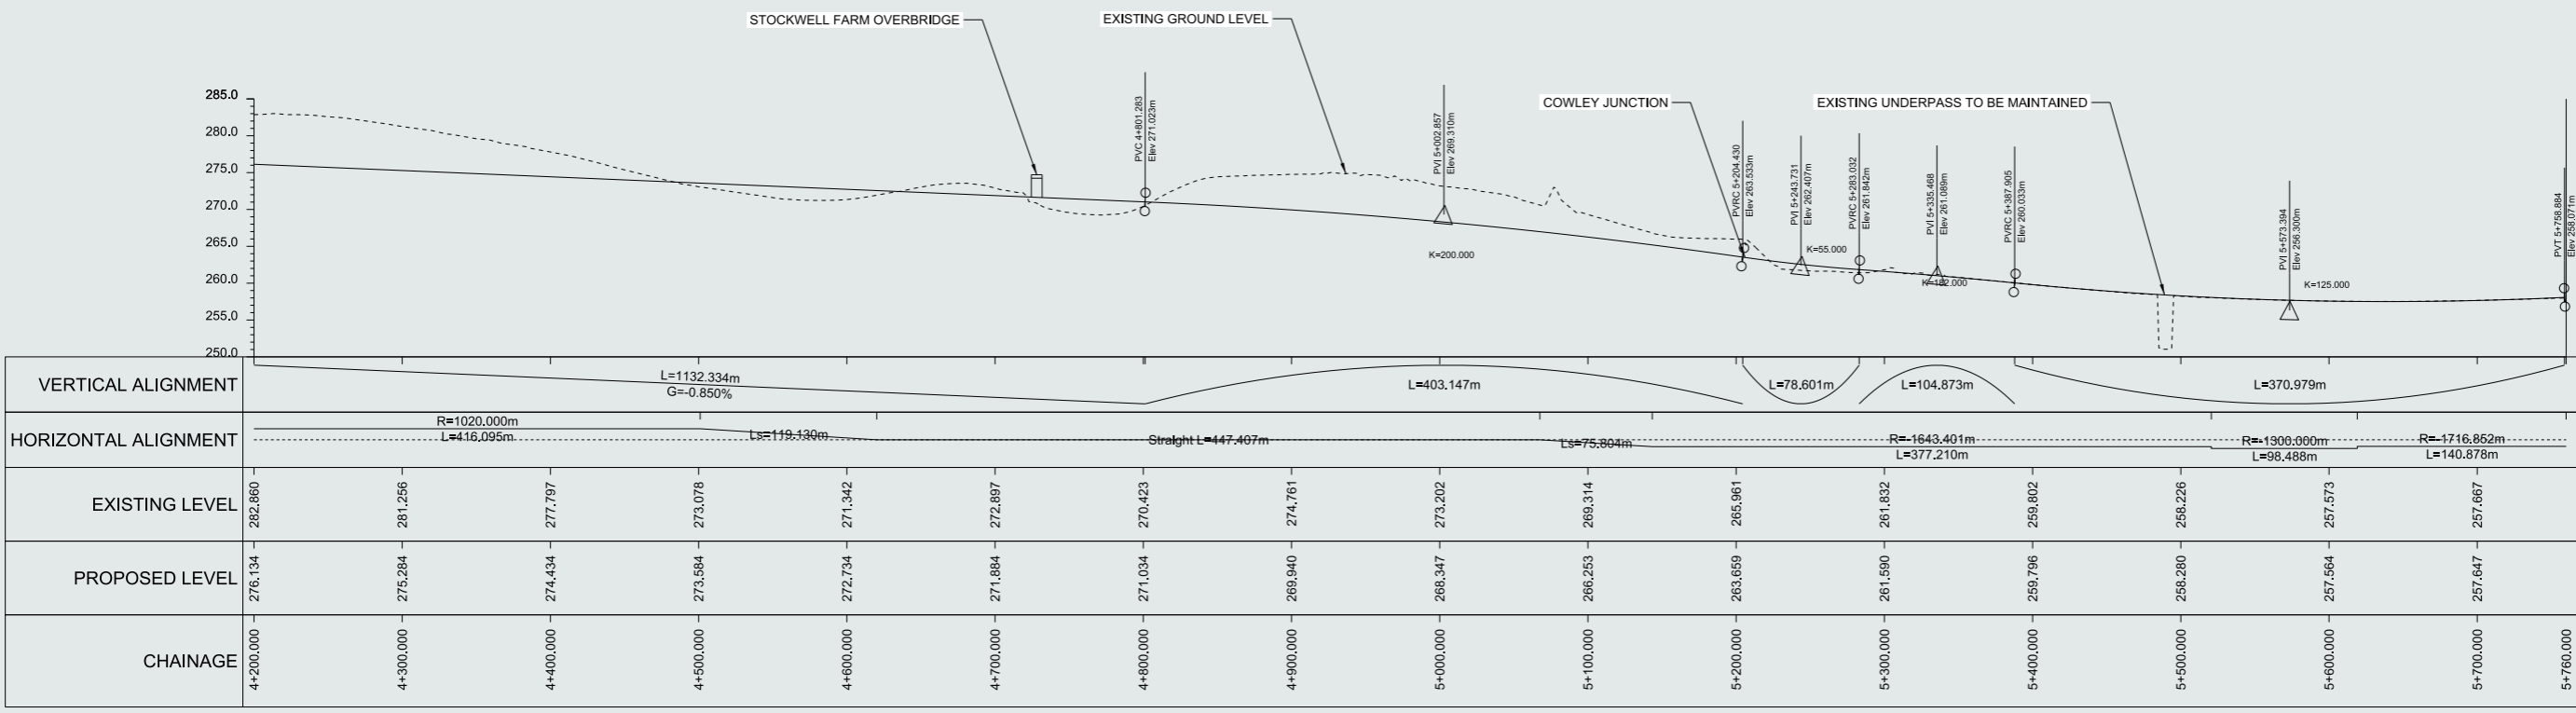 STOCKWELL FARM OVERBRIDGE
EXISTING GROUND LEVEL
COWLEY JUNCTION
EXISTING UNDERPASS TO BE MAINTAINED
285.0
280.0
275.0
270.0
265.0
260.0
255.0
250.0
PVC 4+801.283
Elev 271.023m
PVI 5+002.857
Elev 269.310m
PVRC 5+204.430
Elev 263.533m
PVI 5+243.731
Elev 262.407m
PVRC 5+283.032
Elev 261.842m
PVI 5+335.468
Elev 261.089m
PVRC 5+387.905
Elev 260.033m
PVI 5+573.394
Elev 256.300m
PVT 5+758.884
Elev 258.071m
K=200.000
K=55.000
K=182.000
K=125.000
VERTICAL ALIGNMENT
L=1132.334m
G=-0.850%
L=403.147m
L=78.601m
L=104.873m
L=370.979m
HORIZONTAL ALIGNMENT
R=1020.000m
L=416.095m
Ls=119.130m
Straight L=447.407m
Ls=75.804m
R=-1643.401m
L=377.210m
R=-1300.000m
L=98.488m
R=-1716.852m
L=140.878m
EXISTING LEVEL
282.860
281.256
277.797
273.078
271.342
272.897
270.423
274.761
273.202
269.314
265.961
261.832
259.802
258.226
257.573
257.667
PROPOSED LEVEL
276.134
275.284
274.434
273.584
272.734
271.884
271.034
269.940
268.347
266.253
263.659
261.590
259.796
258.280
257.564
257.647
CHAINAGE
4+200.000
4+300.000
4+400.000
4+500.000
4+600.000
4+700.000
4+800.000
4+900.000
5+000.000
5+100.000
5+200.000
5+300.000
5+400.000
5+500.000
5+600.000
5+700.000
5+760.000